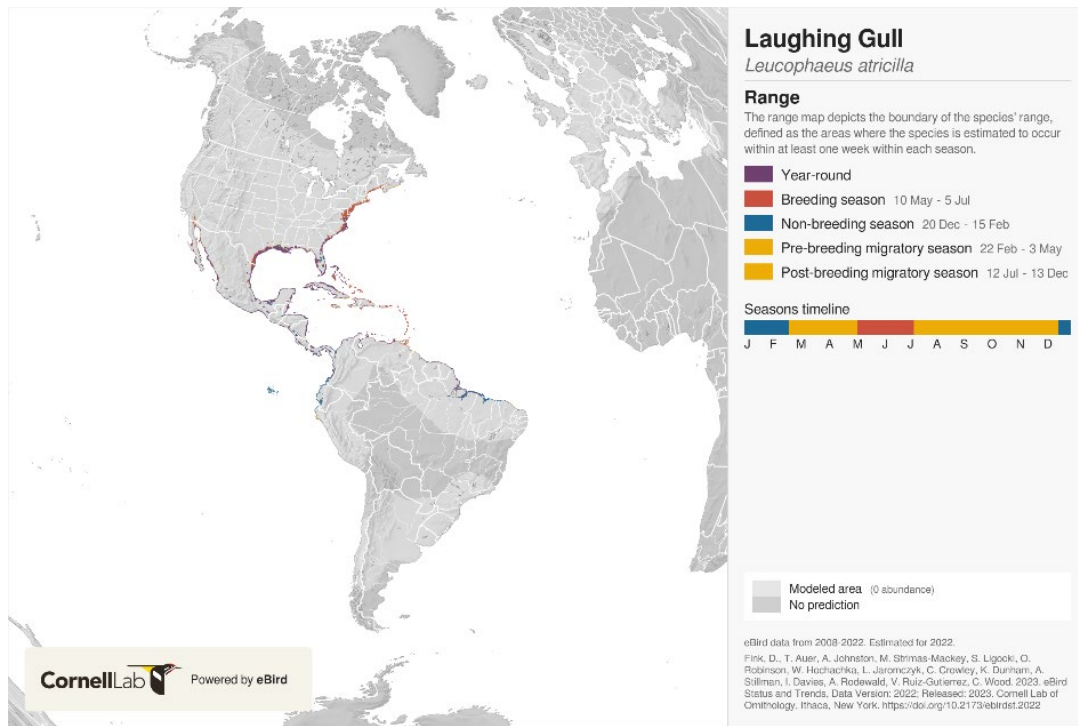 Laughing Gull
Leucophaeus atricilla
Range
The range map depicts the boundary of the species' range,
defined as the areas where the species is estimated to occur
within at least one week within each season.
Year-round
Breeding season 10 May - 5 Jul
Non-breeding season 20 Dec - 15 Feb
Pre-breeding migratory season 22 Feb - 3 May
Post-breeding migratory season 12 Jul - 13 Dec
Seasons timeline
J F M A M J J A S O N D
Modeled area (0 abundance)
No prediction
eBird data from 2008-2022. Estimated for 2022.
Fink, D., T. Auer, A. Johnston, M. Strimas-Mackey, S. Ligocki, O.
Robinson, W. Hochachka, L. Jaromczyk, C. Crowley, K. Dunham, A.
Stillman, I. Davies, A. Rodewald, V. Ruiz-Gutierrez, C. Wood. 2023. eBird
Status and Trends, Data Version: 2022; Released: 2023. Cornell Lab of
Ornithology, Ithaca, New York. https://doi.org/10.2173/ebirdst.2022
CornellLab Powered by eBird